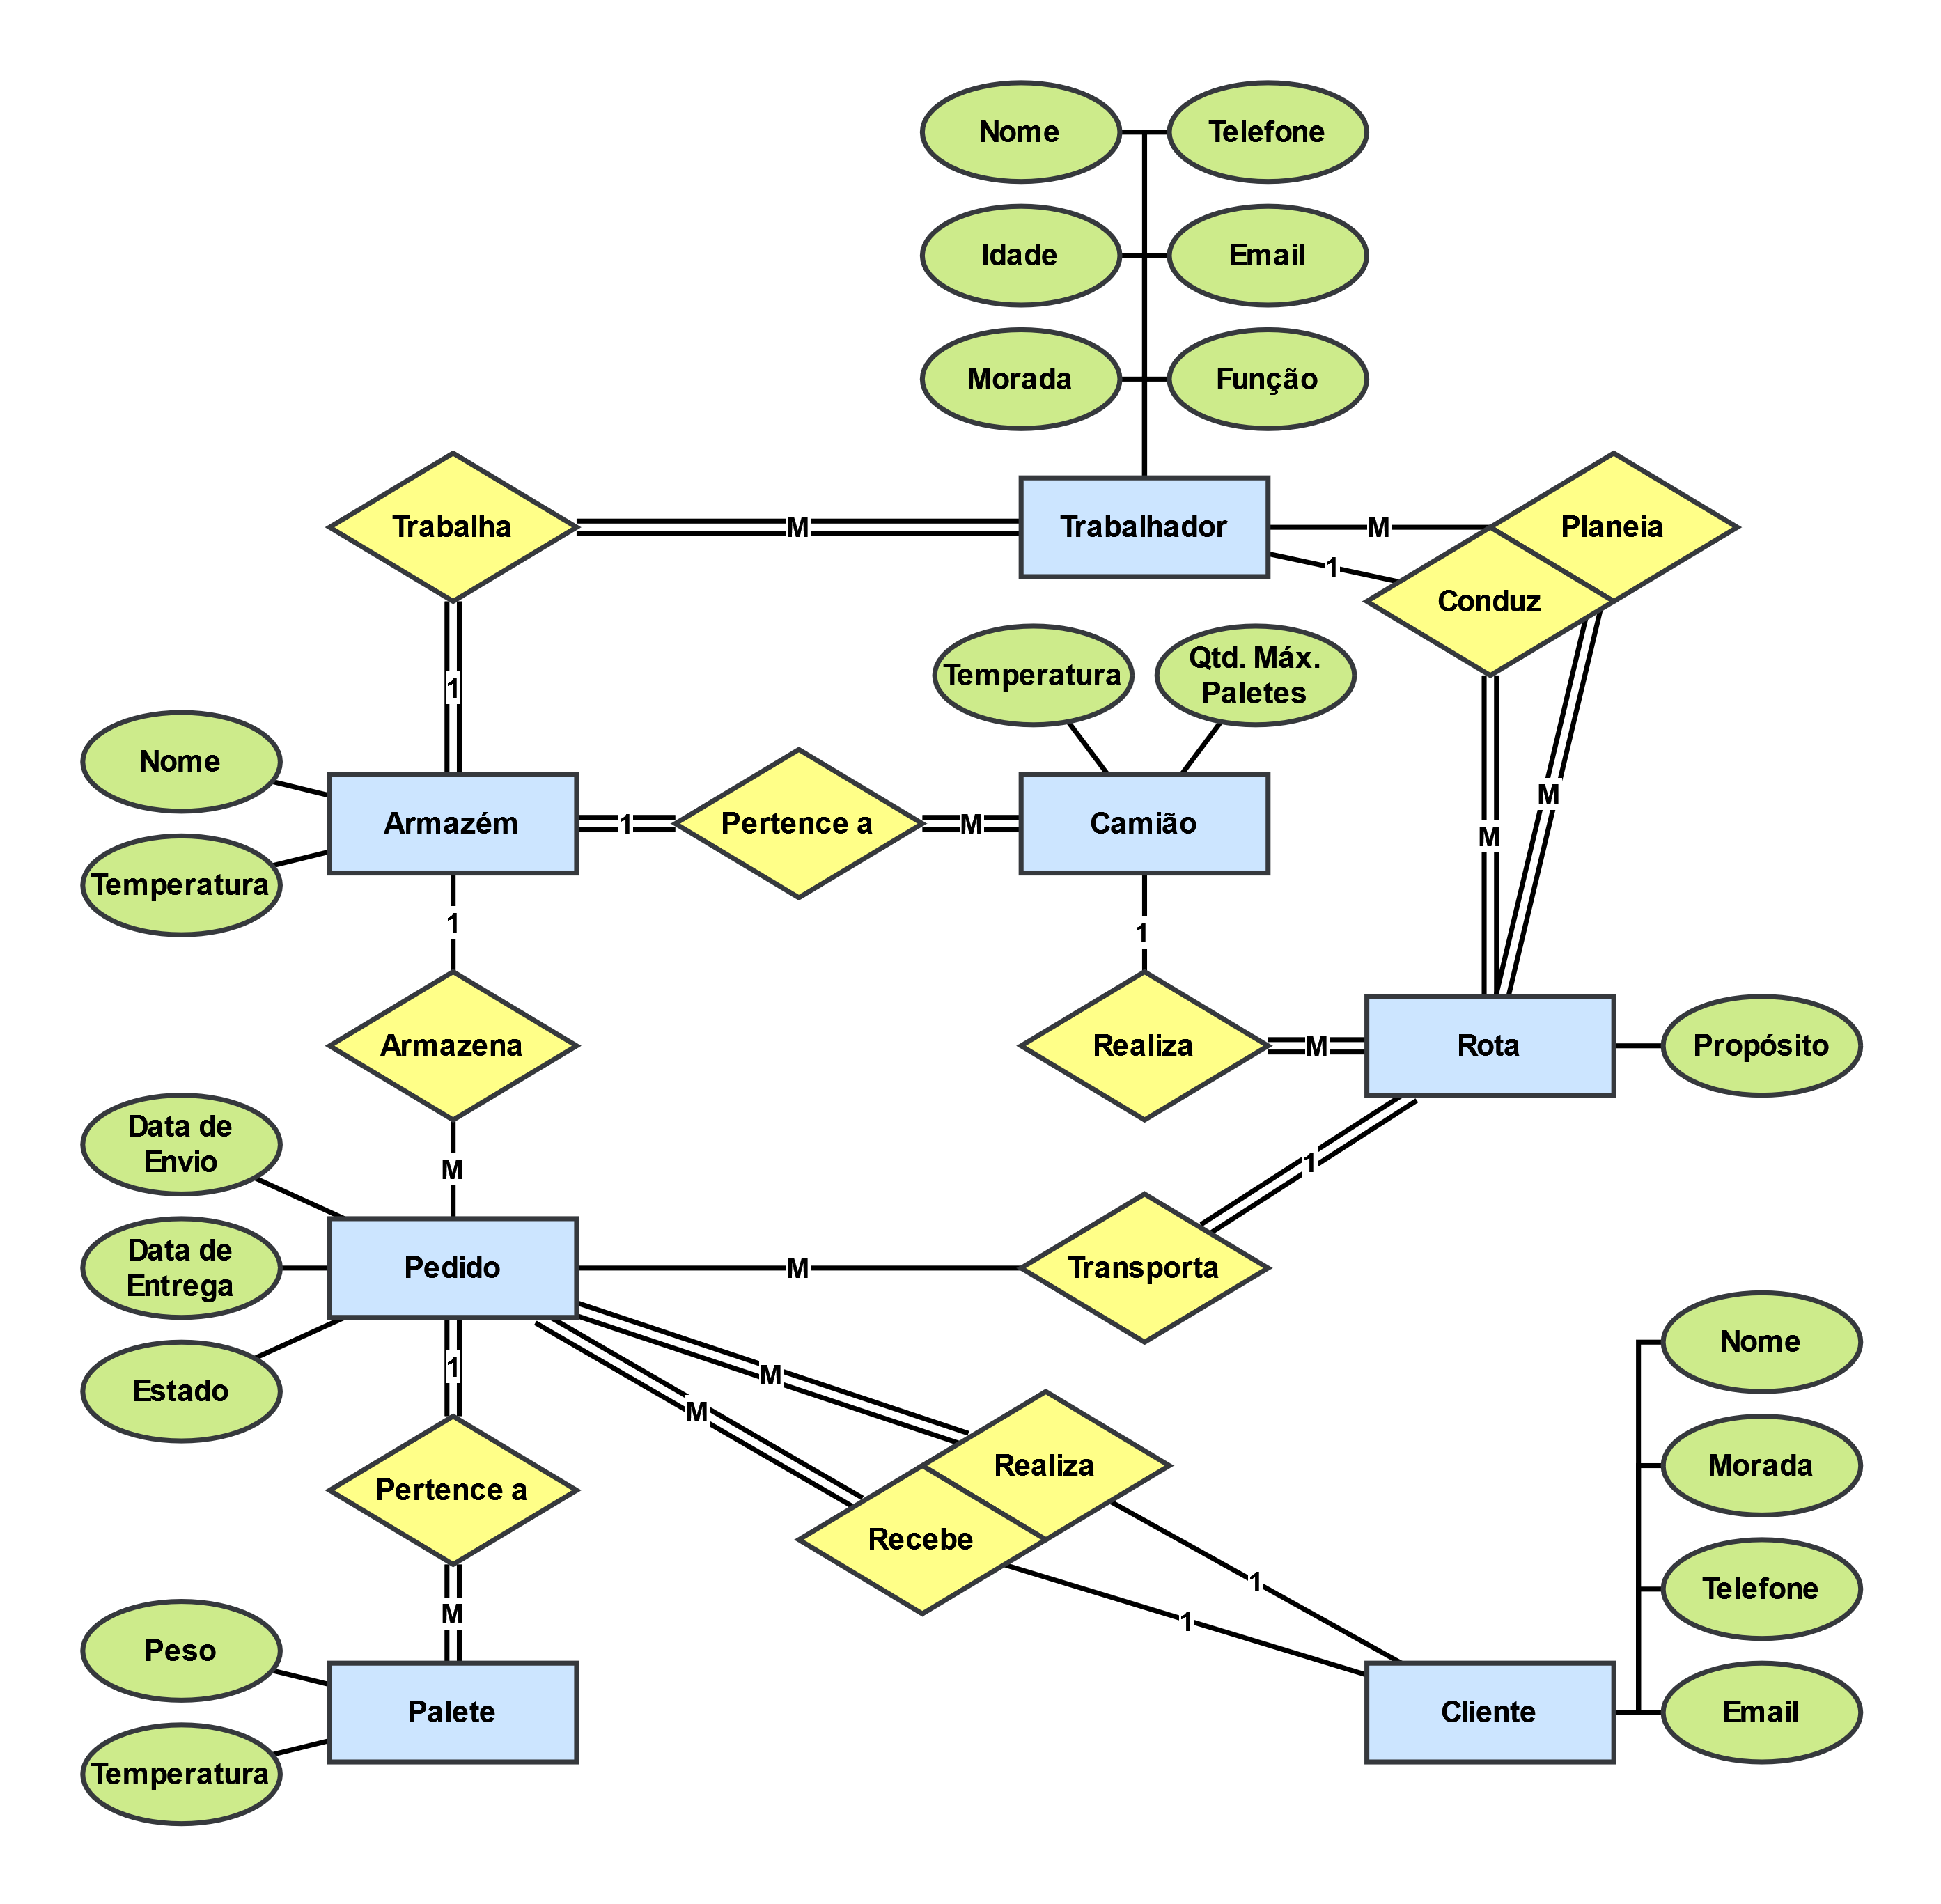 Nome
Telefone
Idade
Email
Morada
Função
Trabalha
M
Trabalhador
M
Planeia
1
Conduz
Temperatura
Qtd. Máx.
Paletes
1
Nome
Armazém
1
Pertence a
M
Camião
M
M
Temperatura
1
1
Armazena
Realiza
M
Rota
Propósito
Data de
Envio
M
1
Data de
Entrega
Pedido
M
Transporta
Nome
Estado
1
M
M
Realiza
Morada
Pertence a
Recebe
1
Telefone
M
1
Peso
Palete
Cliente
Email
Temperatura